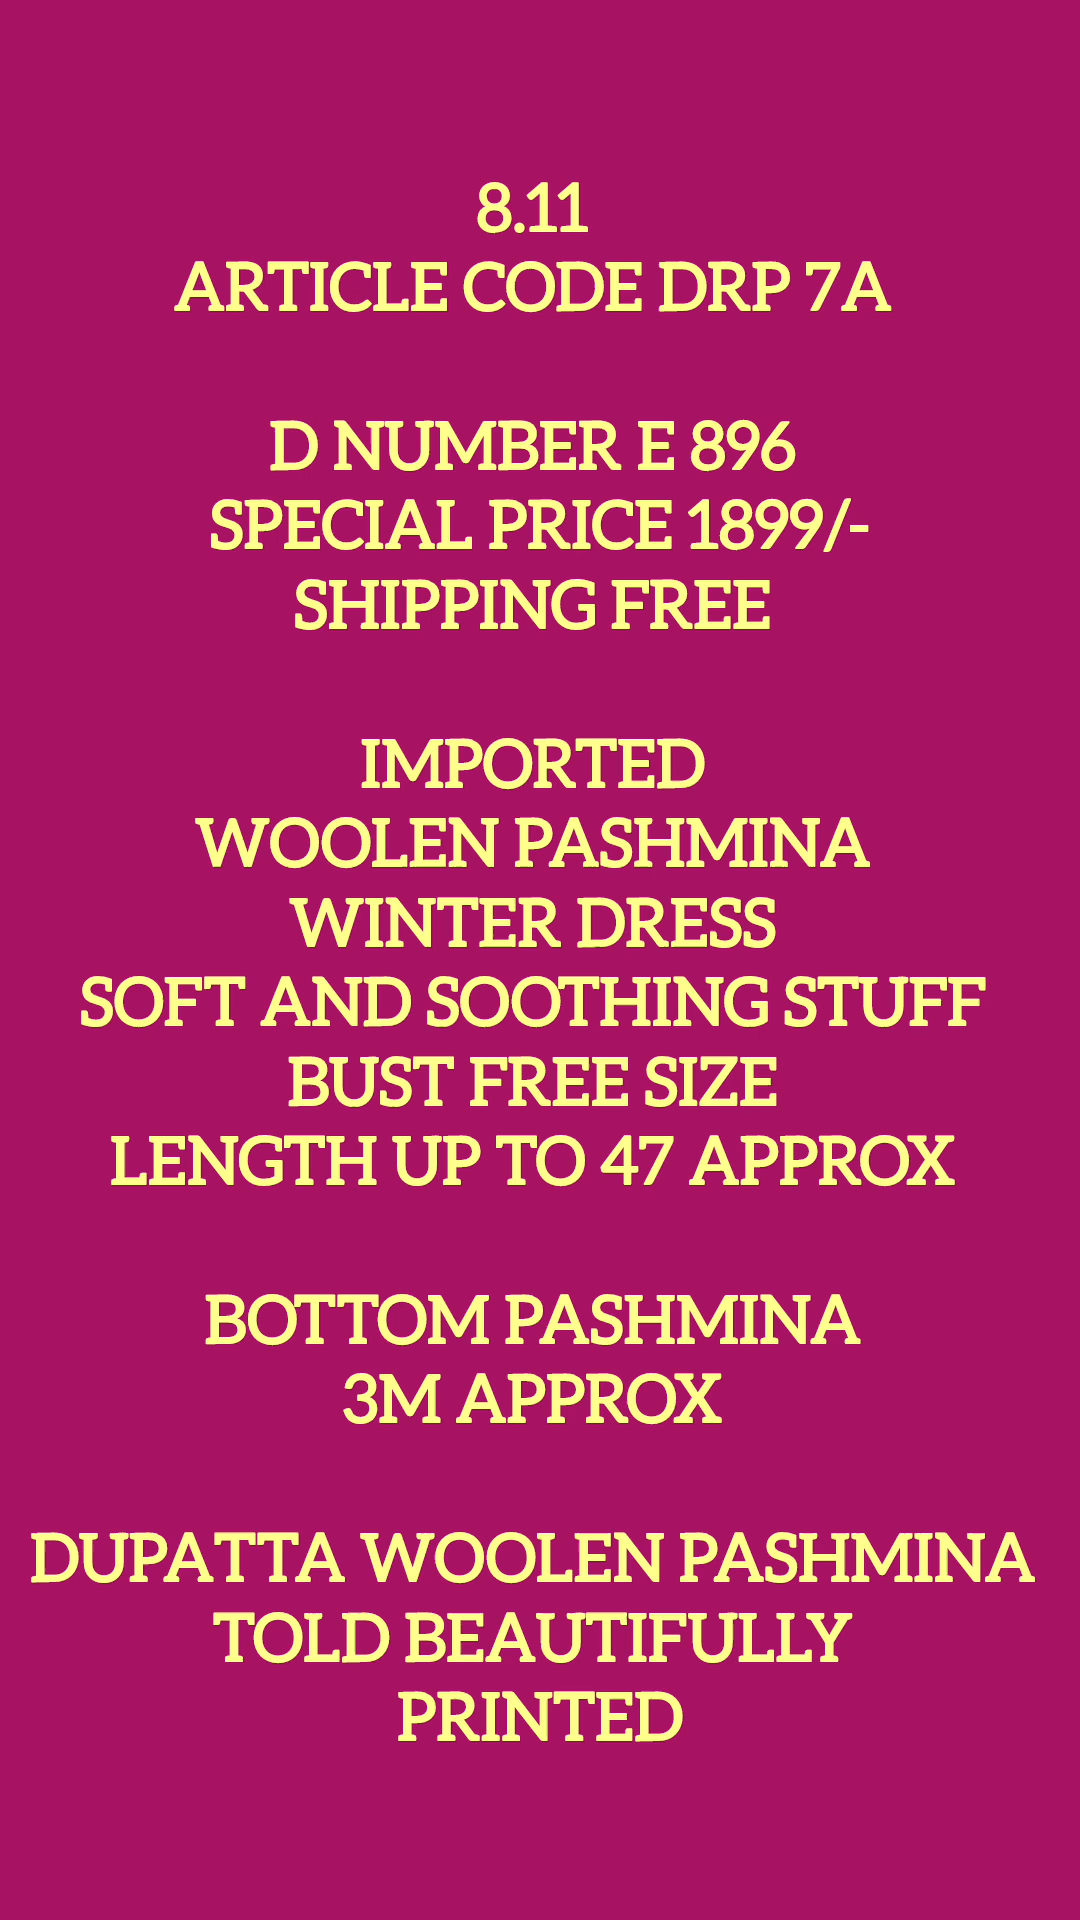 8.11
ARTICLE CODE DRP 7A
D NUMBER E 896
SPECIAL PRICE 1899/-
SHIPPING FREE
IMPORTED
WOOLEN PASHMINA
WINTER DRESS
SOFT AND SOOTHING STUFF
BUST FREE SIZE
LENGTH UP TO 47 APPROX
BOTTOM PASHMINA
3M APPROX
DUPATTA WOOLEN PASHMINA
TOLD BEAUTIFULLY
PRINTED